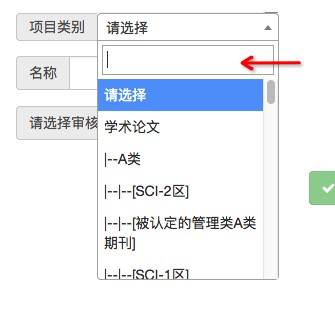 项目类别
请选择
名称
请选择
学术论文
|--A类
请选择审核
|--|--[SCI-2区]
|--|--[被认定的管理类A类
期刊]
|--|--[SCI-1区]